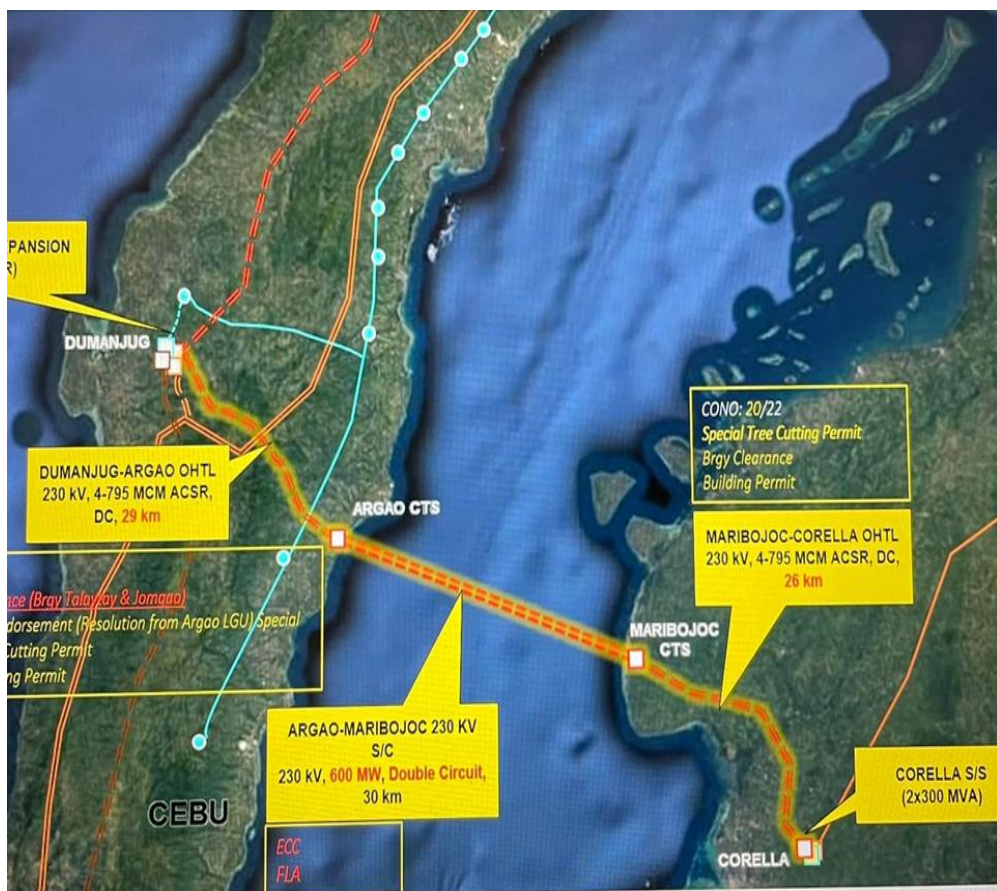 PANSION
R)
DUMANJUG
DUMANJUG-ARGAO OHTL
230 kV, 4-795 MCM ACSR,
DC, 29 km
ARGAO CTS
CONO: 20/22
Special Tree Cutting Permit
Brgy Clearance
Building Permit
MARIBOJOC-CORELLA OHTL
230 kV, 4-795 MCM ACSR, DC,
26 km
nce (Brgy Talaytay & Jomgao)
dorsement (Resolution from Argao LGU) Special
Cutting Permit
ng Permit
MARIBOJOC
CTS
ARGAO-MARIBOJOC 230 KV
S/C
230 kV, 600 MW, Double Circuit,
30 km
CORELLA S/S
(2x300 MVA)
CEBU
ECC
FLA
CORELLA